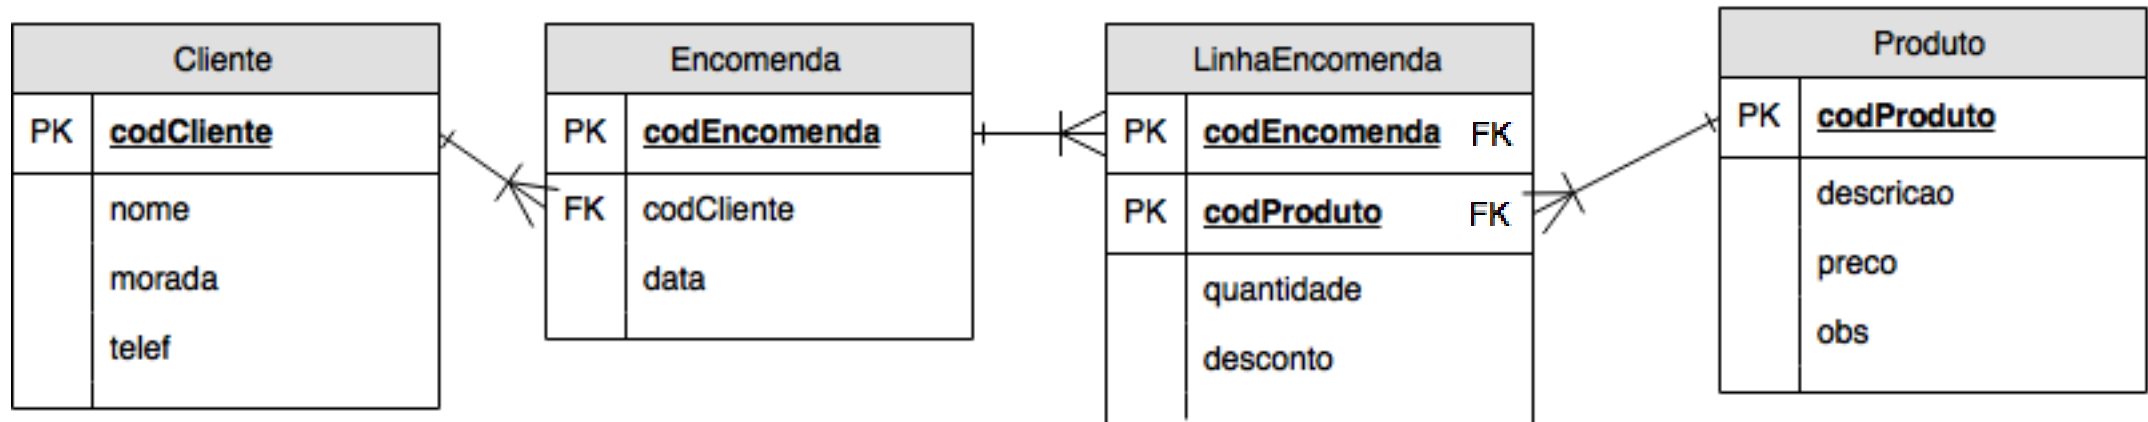 Cliente
PK codCliente
nome
morada
telef
Encomenda
PK codEncomenda
FK codCliente
data
LinhaEncomenda
PK codEncomenda FK
PK codProduto FK
quantidade
desconto
Produto
PK codProduto
descricao
preco
obs